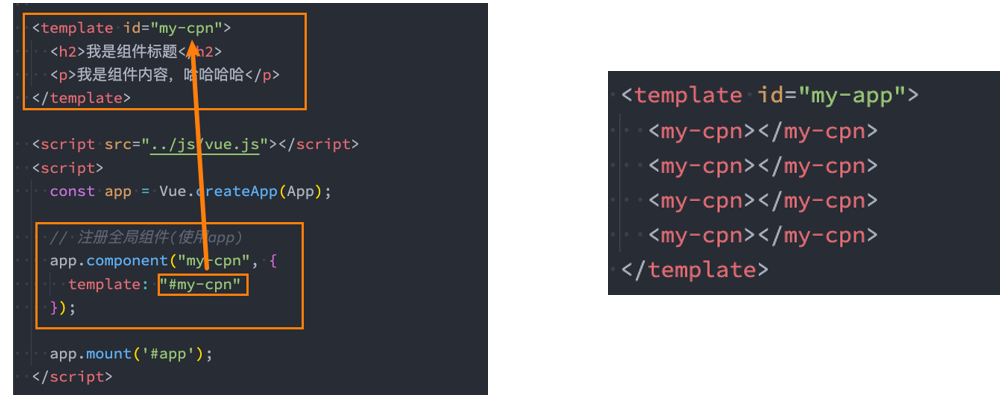 <template id="my-cpn">
<h2>我是组件标题</h2>
<p>我是组件内容，哈哈哈哈</p>
</template>
<script src="../js/vue.js"></script>
<script>
const app = Vue.createApp(App);
// 注册全局组件(使用app)
app.component("my-cpn", {
template: "#my-cpn"
});
app.mount('#app');
</script>
<template id="my-app">
<my-cpn></my-cpn>
<my-cpn></my-cpn>
<my-cpn></my-cpn>
<my-cpn></my-cpn>
</template>